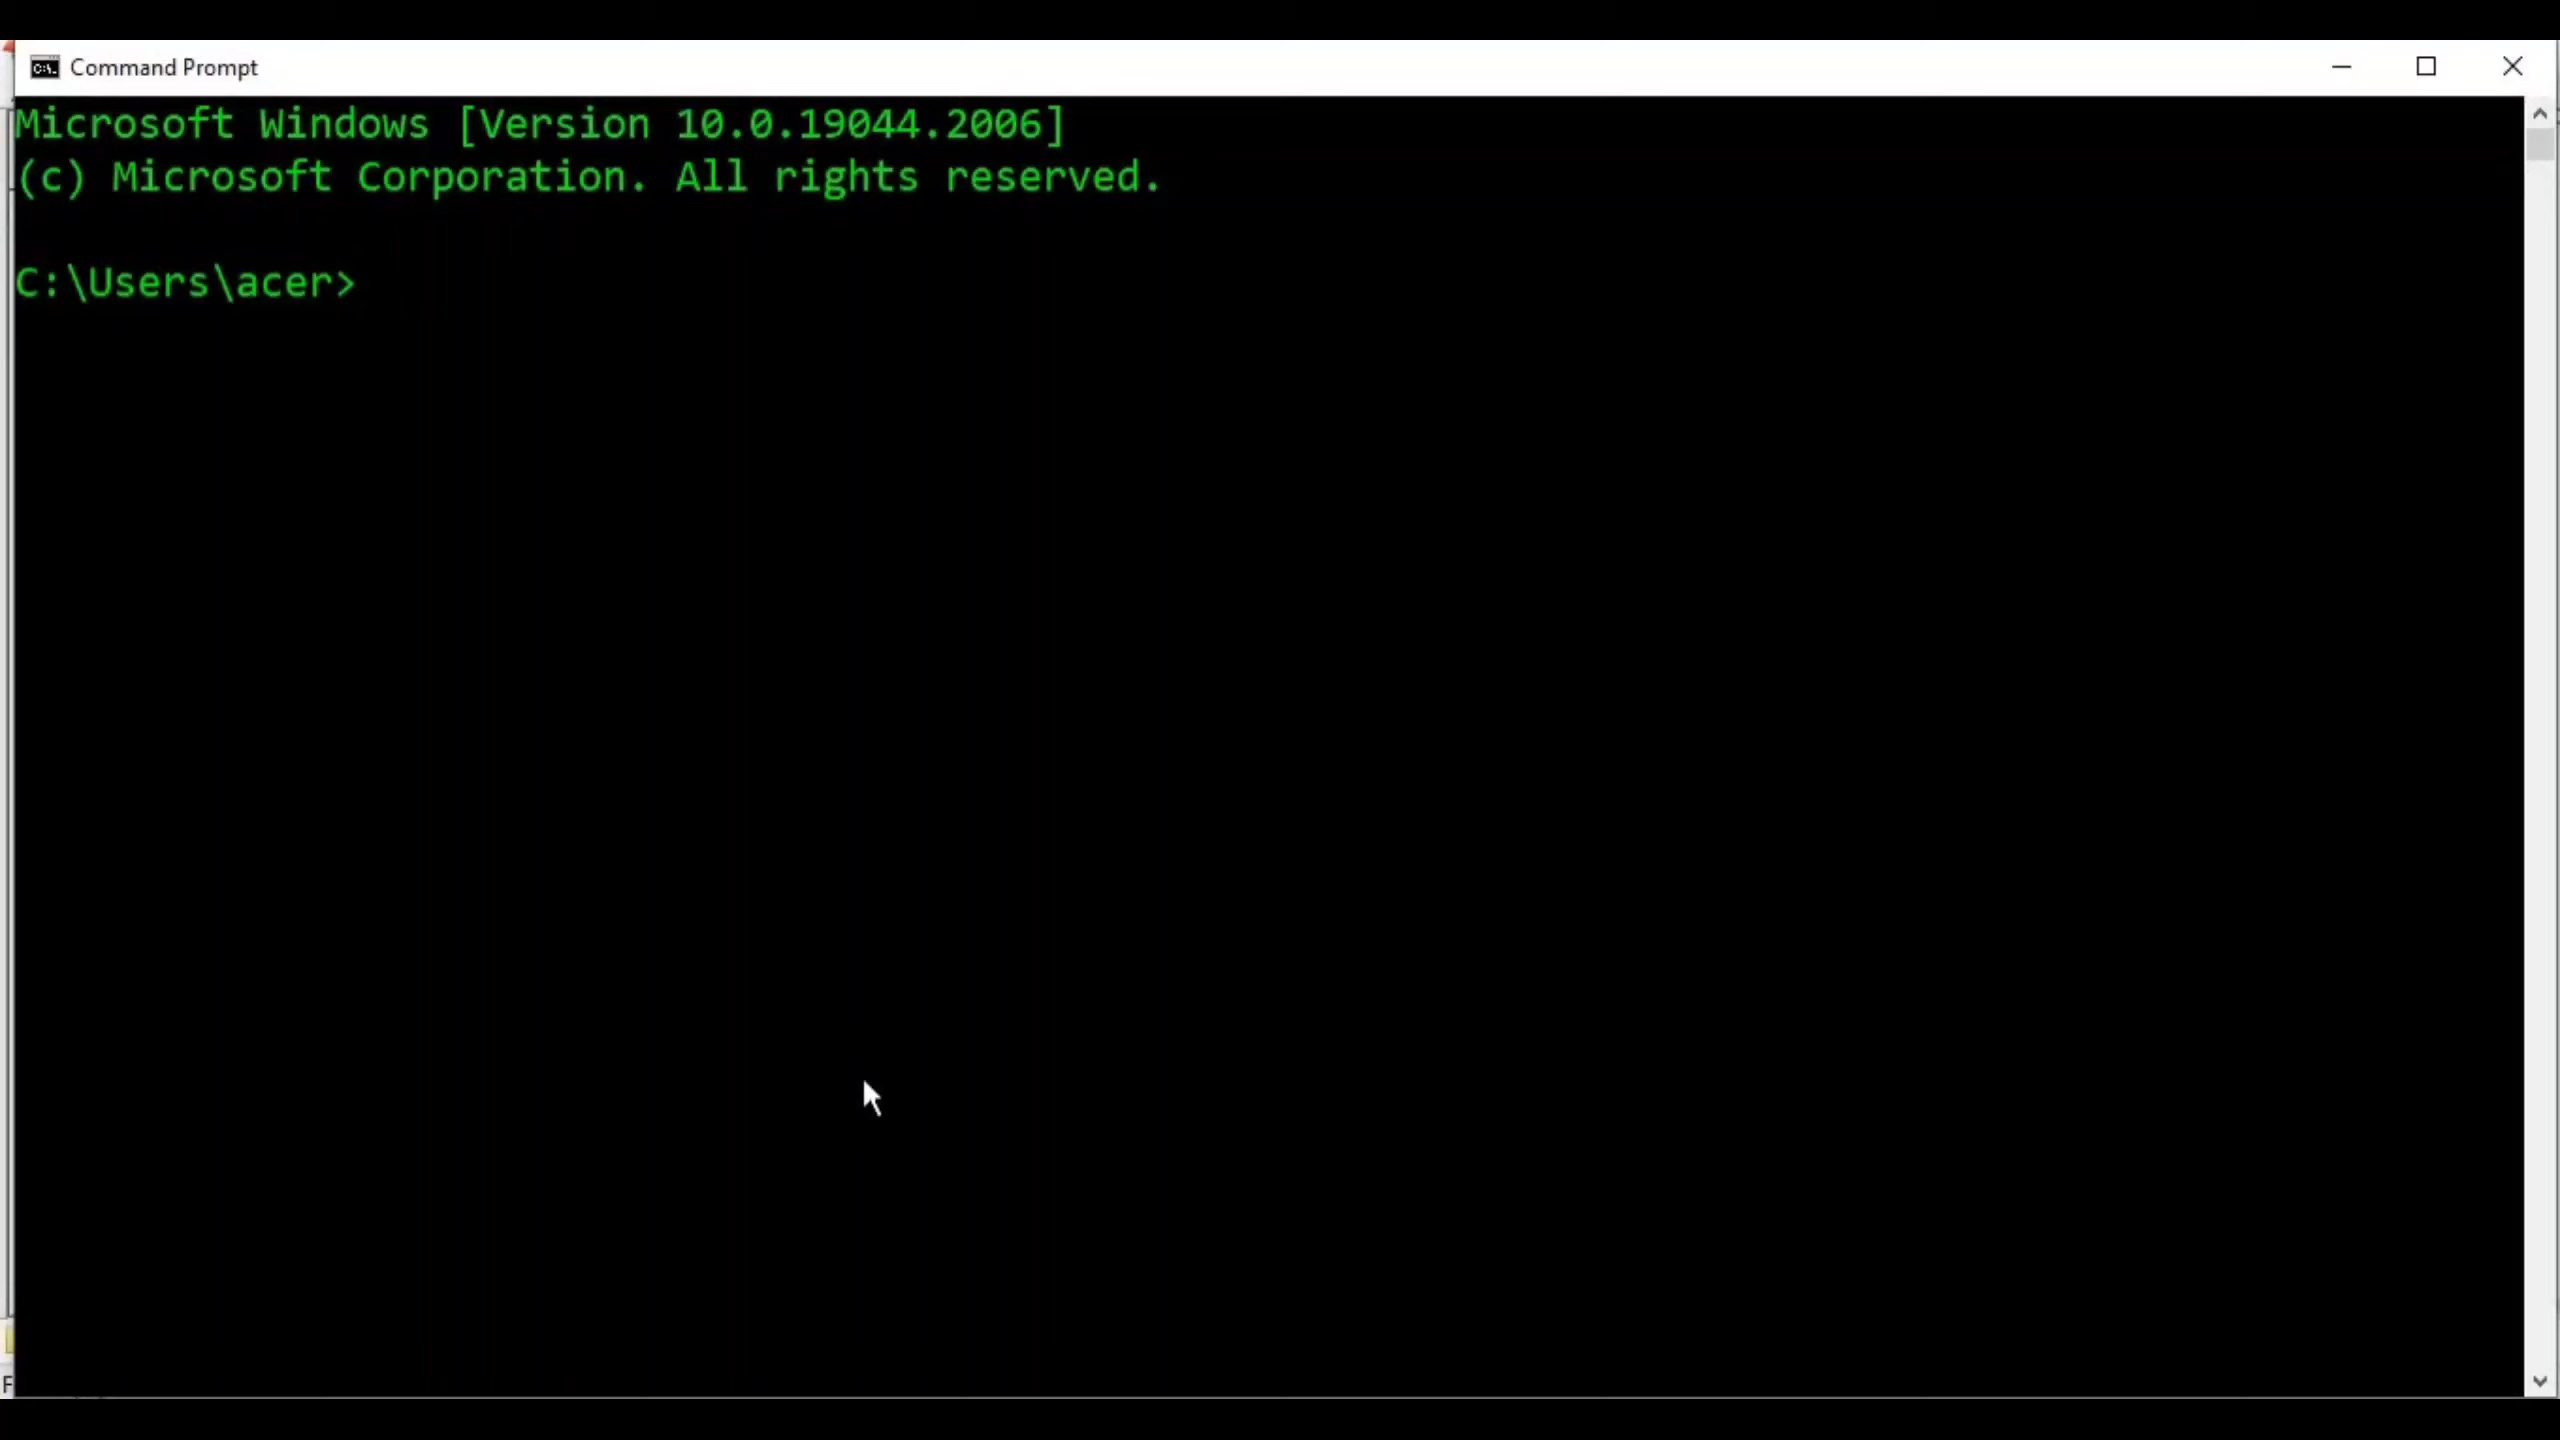 Command Prompt
Microsoft Windows [Version 10.0.19044.2006]
(c) Microsoft Corporation. All rights reserved.
C:\Users\acer>
F